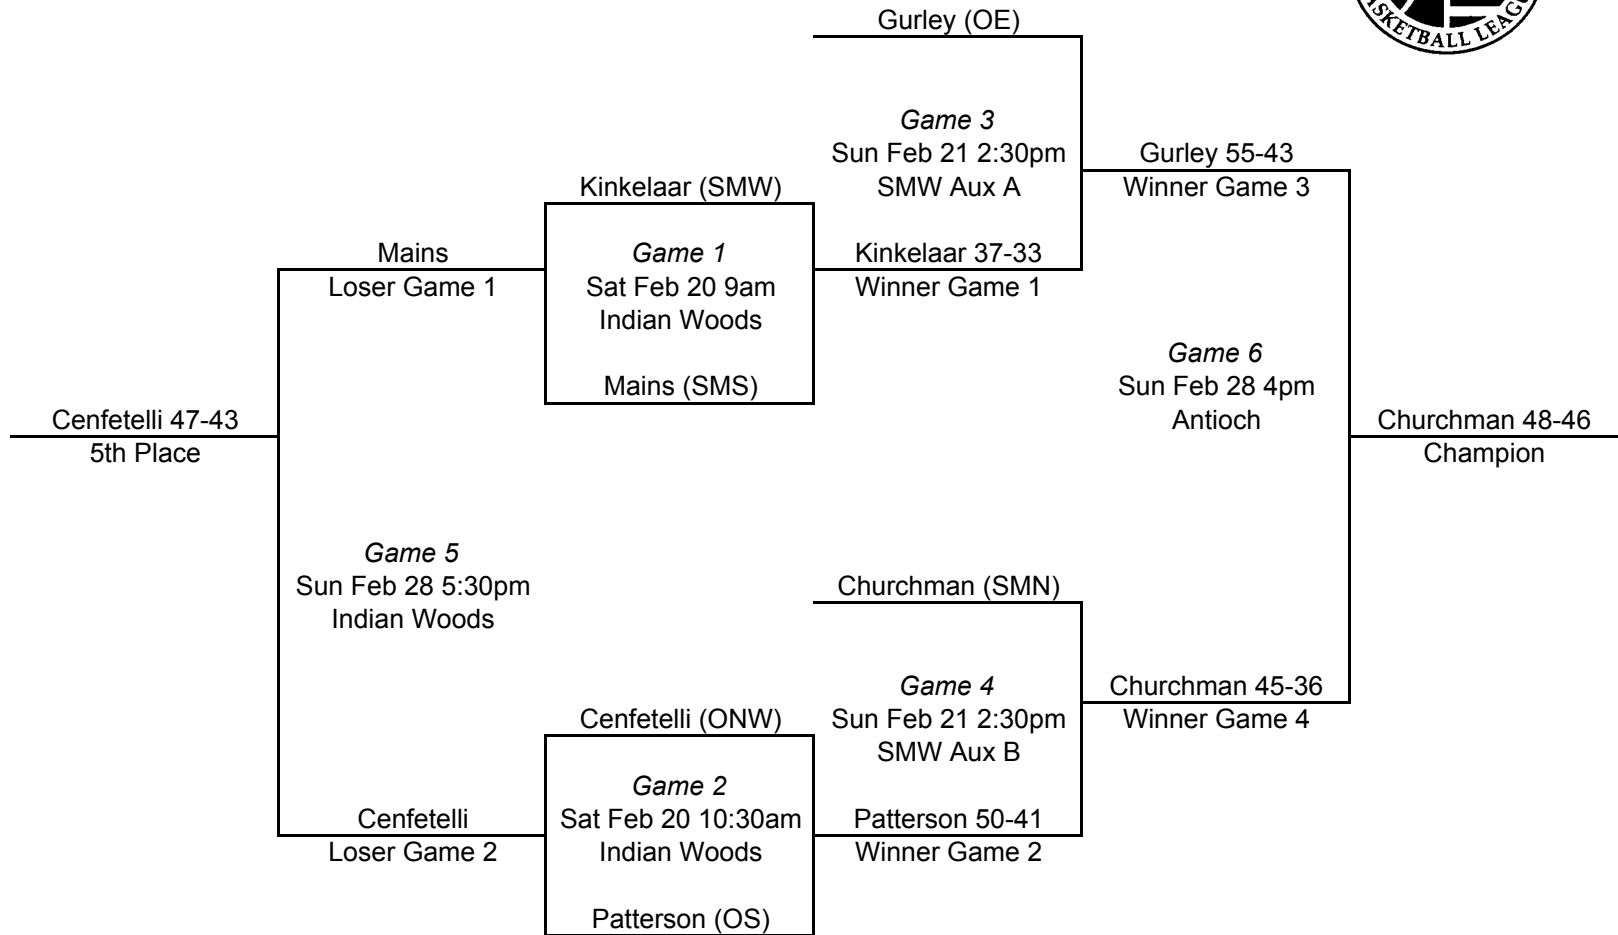 ASKETBALL LEAGU
Gurley (OE)
Game 3
Sun Feb 21 2:30pm
SMW Aux A
Gurley 55-43
Winner Game 3
Kinkelaar (SMW)
Mains
Loser Game 1
Game 1
Sat Feb 20 9am
Indian Woods
Kinkelaar 37-33
Winner Game 1
Mains (SMS)
Game 6
Sun Feb 28 4pm
Antioch
Cenfetelli 47-43
5th Place
Churchman 48-46
Champion
Game 5
Sun Feb 28 5:30pm
Indian Woods
Churchman (SMN)
Game 4
Sun Feb 21 2:30pm
SMW Aux B
Churchman 45-36
Winner Game 4
Cenfetelli (ONW)
Cenfetelli
Loser Game 2
Game 2
Sat Feb 20 10:30am
Indian Woods
Patterson 50-41
Winner Game 2
Patterson (OS)